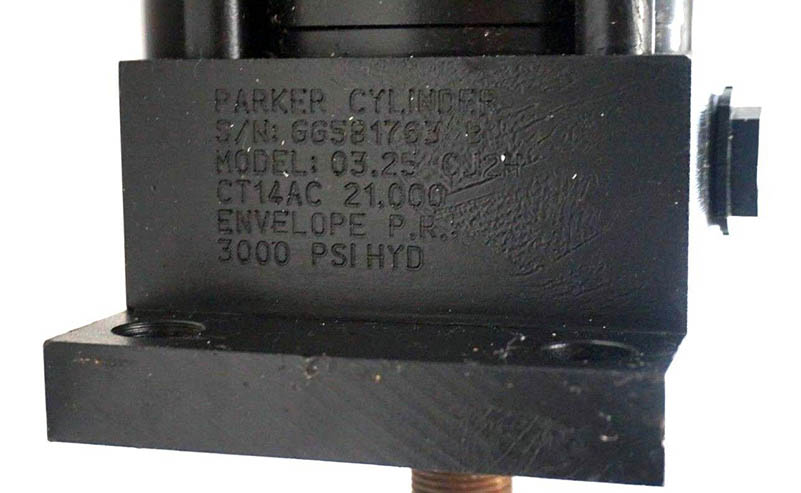 PARKER CYLINDER
S/N: GG581763
MODEL: 03.25 CJ2H
CT14AC 21.000
ENVELOPE P.R.:
3000 PSI HYD